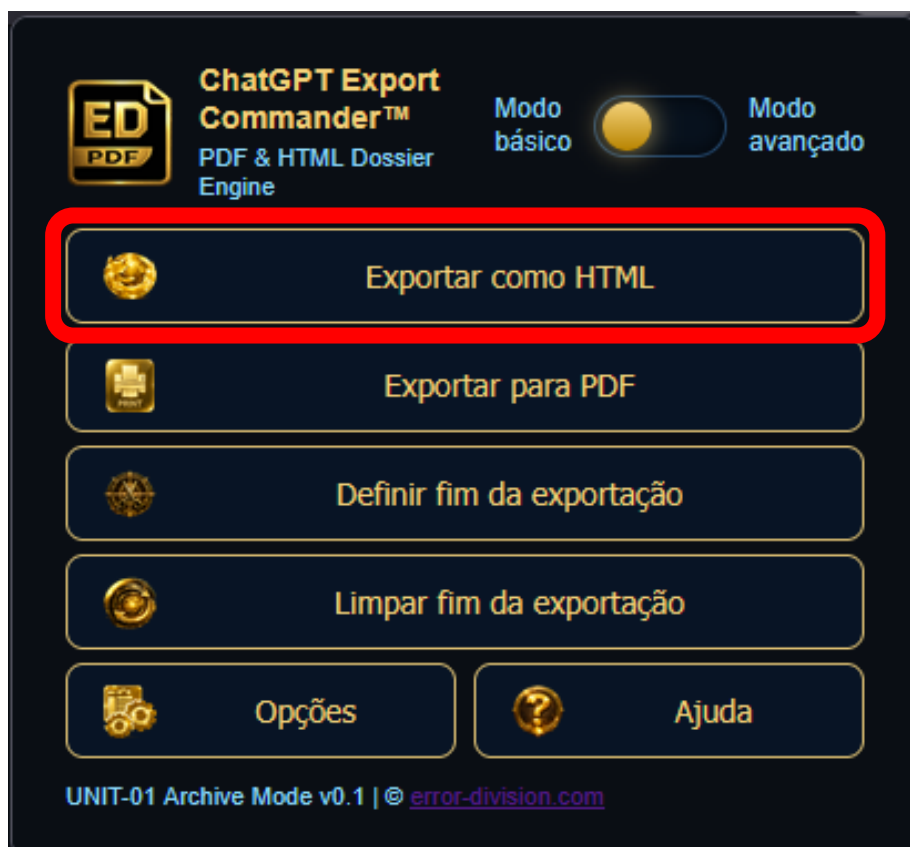 ED
PDF
ChatGPT Export
Commander™
PDF & HTML Dossier
Engine
Modo
básico
Modo
avançado
Exportar como HTML
PRINT
Exportar para PDF
Definir fim da exportação
Limpar fim da exportação
Opções
?
Ajuda
UNIT-01 Archive Mode v0.1 | © error-division.com